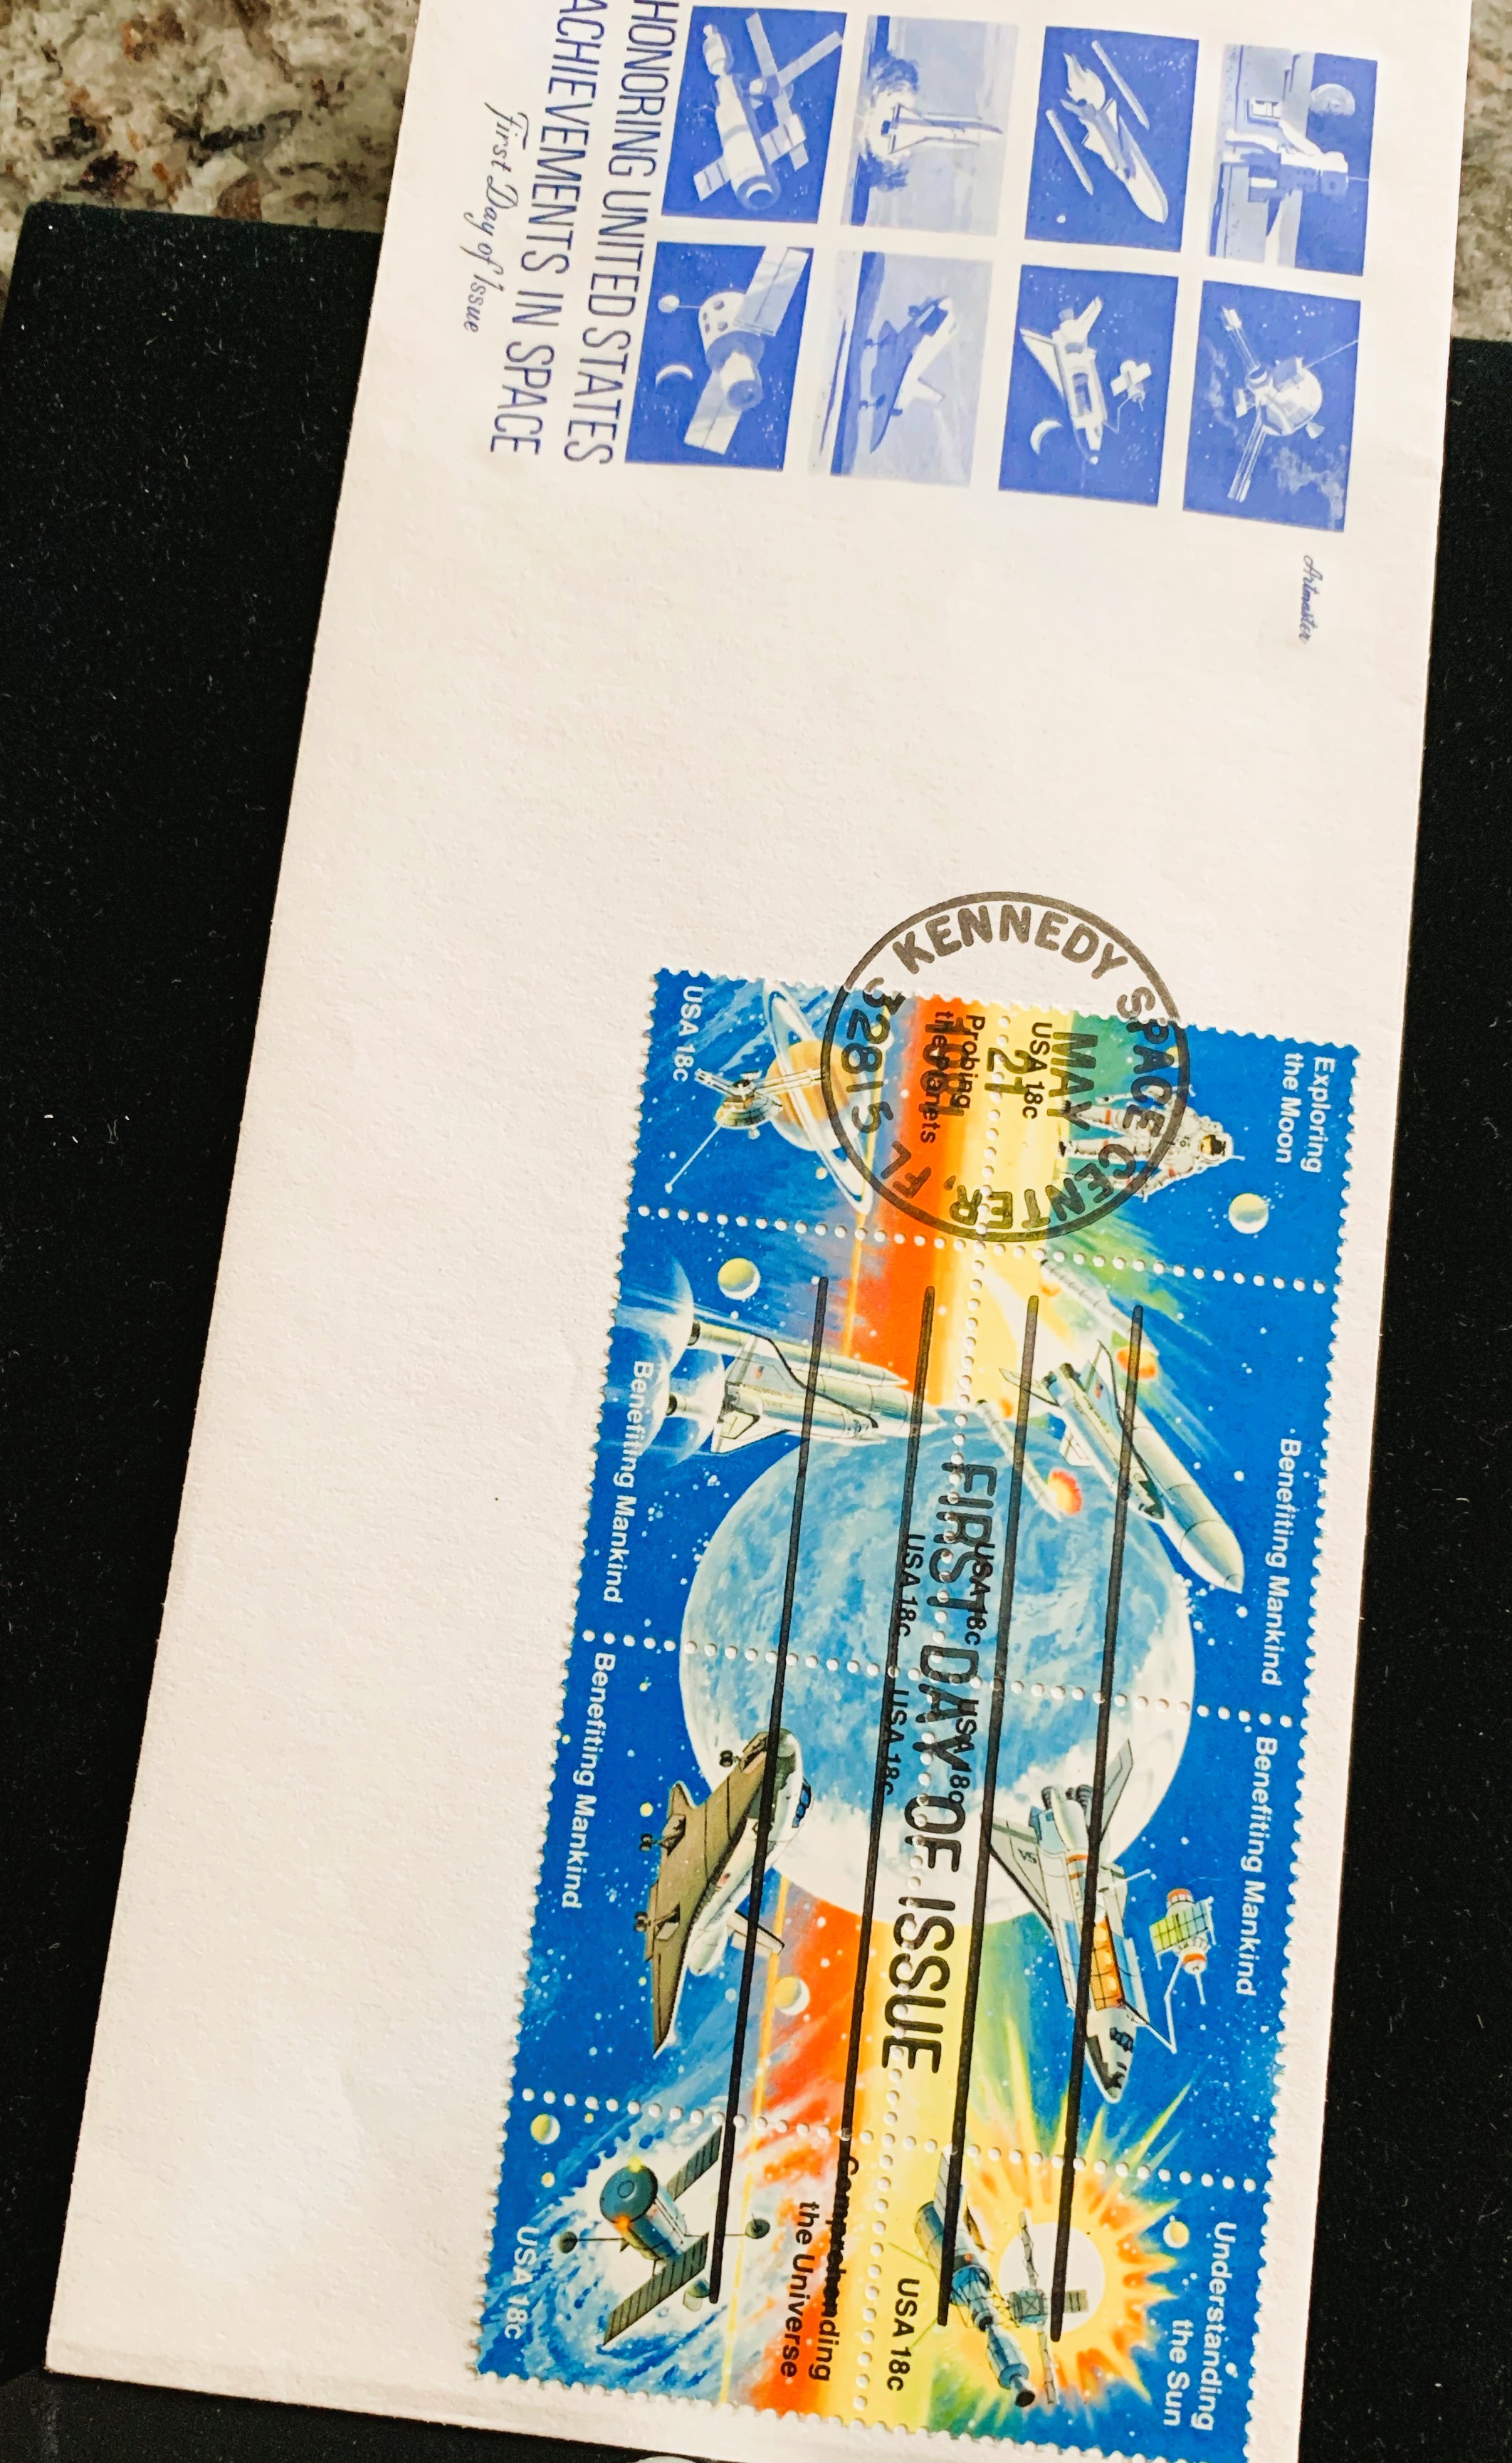 Artmaster
HONORING UNITED STATES
ACHIEVEMENTS IN SPACE
First Day of Issue
KENNEDY SPACE CENTER, FL 32815
MAY
21
1981
FIRST DAY OF ISSUE
Exploring
the Moon
USA 18c
Benefiting Mankind
USA 18c
Benefiting Mankind
USA 18c
Understanding
the Sun
USA 18c
Probing
the Planets
USA 18c
USA 18c
Benefiting Mankind
USA 18c
Benefiting Mankind
Comprehending
the Universe
USA 18c